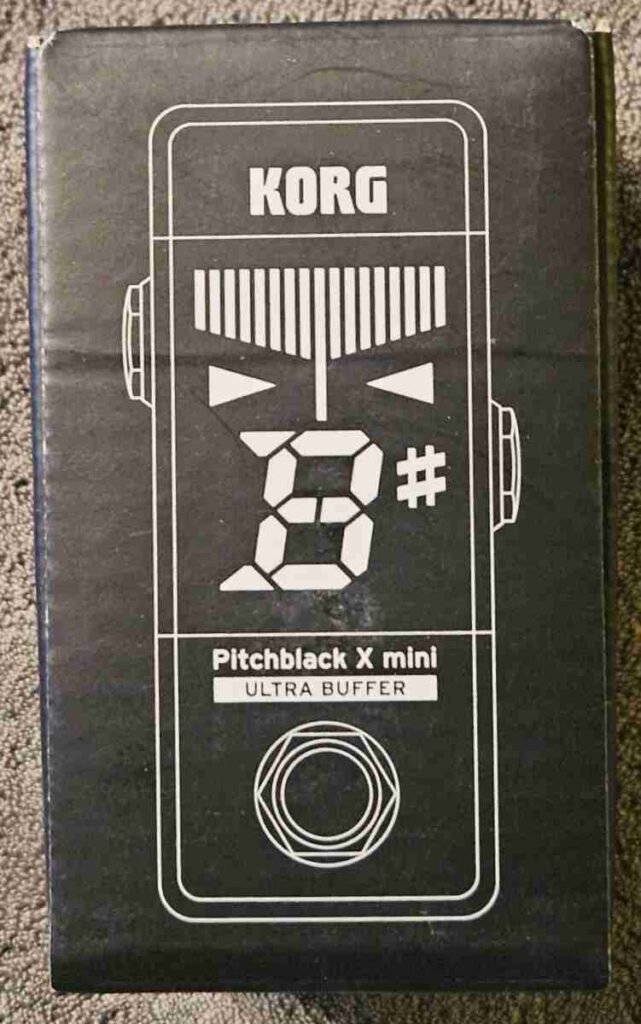 KORG
B#
Pitchblack X mini
ULTRA BUFFER